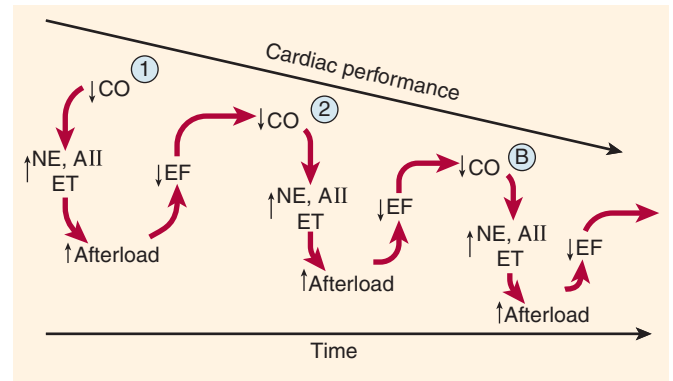 Cardiac performance
1
↓CO
↑NE, AII
ET
↑Afterload
↓EF
2
↓CO
↑NE, AII
ET
↑Afterload
↓EF
B
↓CO
↑NE, AII
ET
↑Afterload
↓EF
Time